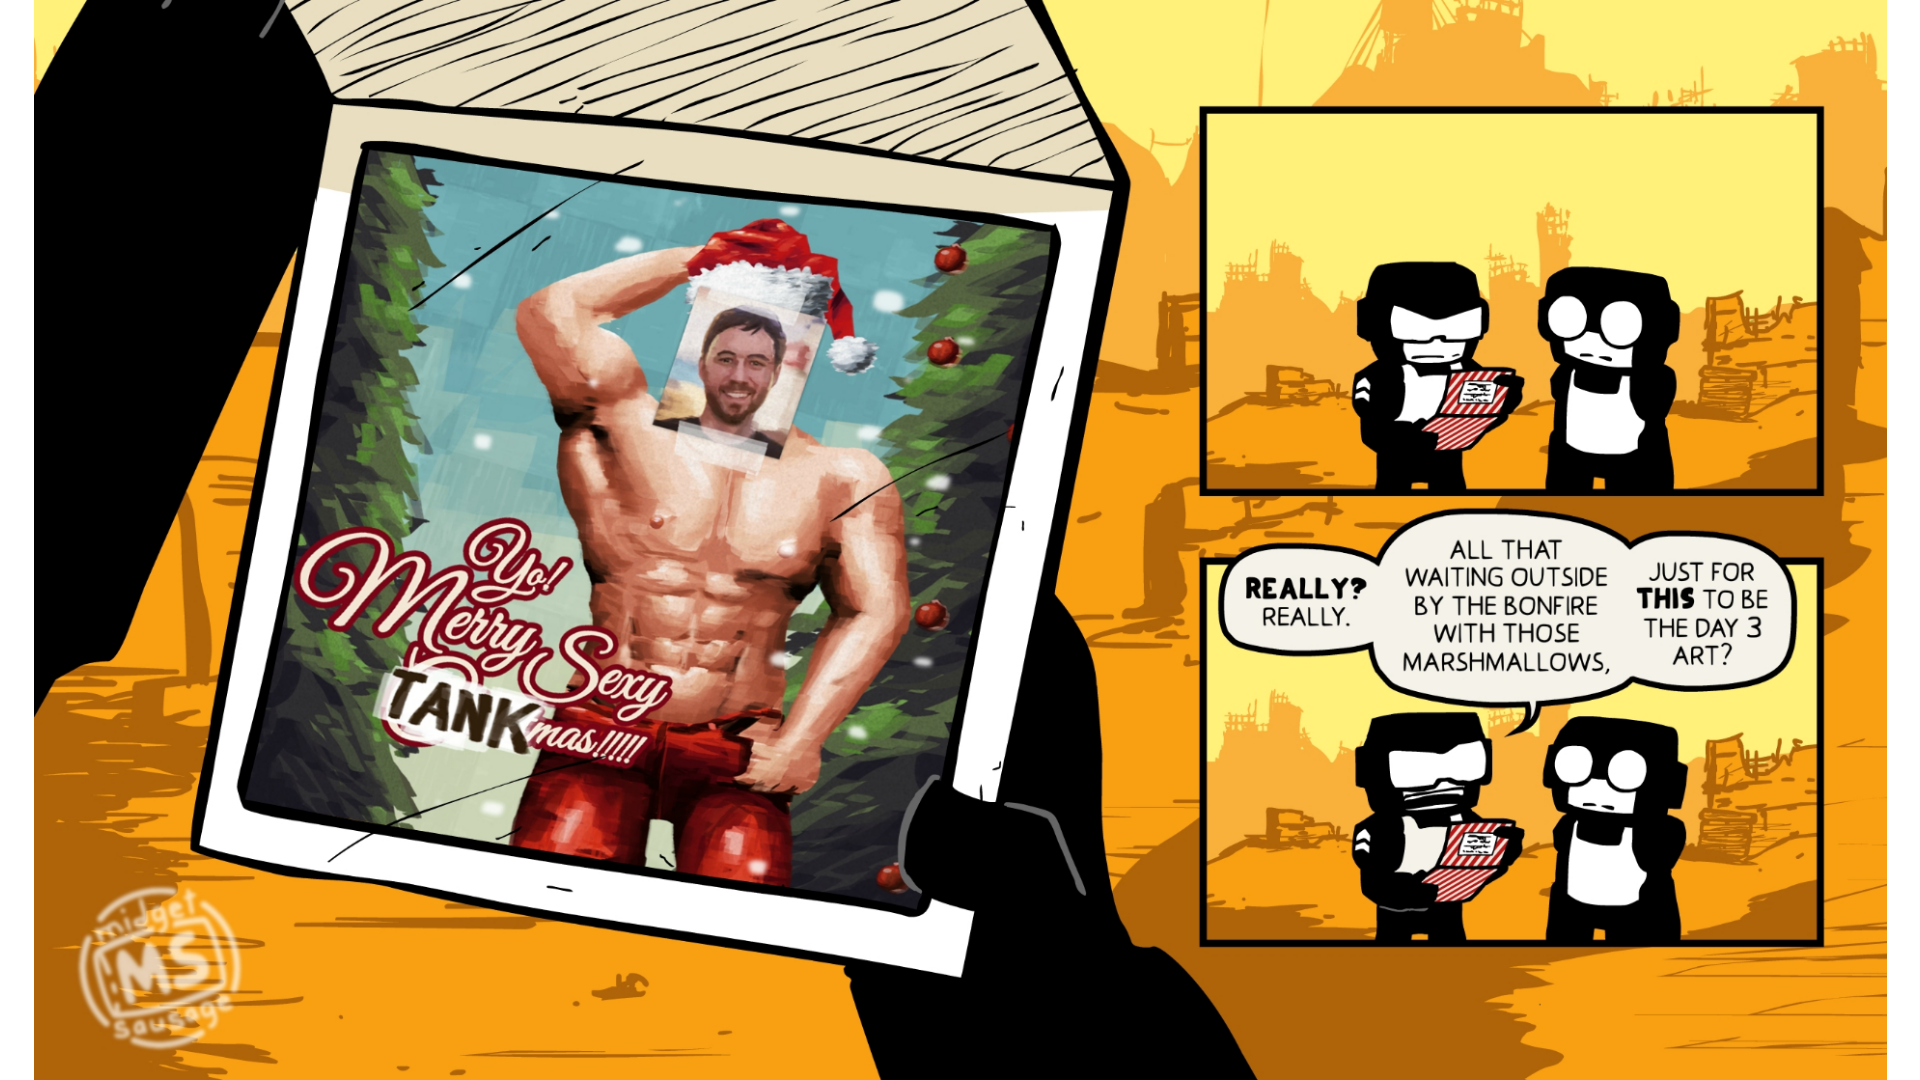 Yo!
Merry Sexy
TANKmas!!!!!
REALLY?
REALLY.
ALL THAT
WAITING OUTSIDE
BY THE BONFIRE
WITH THOSE
MARSHMALLOWS,
JUST FOR
THIS TO BE
THE DAY 3
ART?
midget
MS
sausage